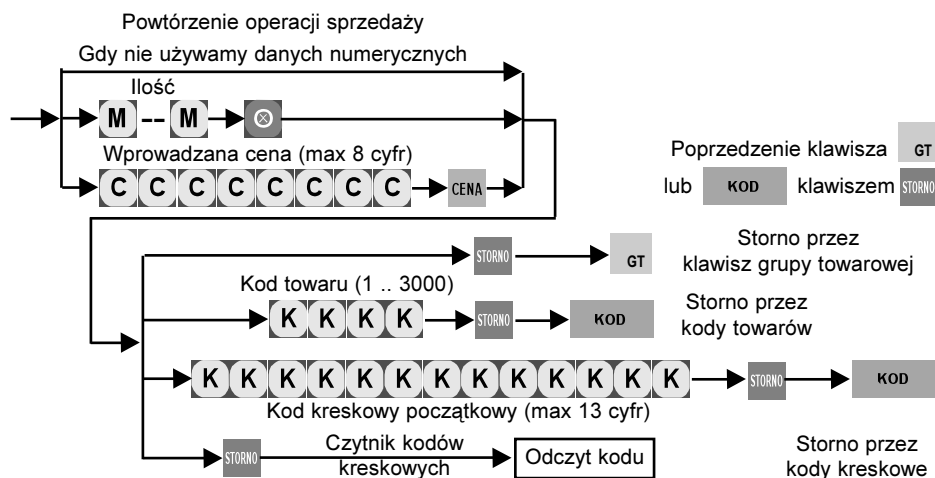 Powtórzenie operacji sprzedaży
Gdy nie używamy danych numerycznych
Ilość
M -- M ⊗
Wprowadzana cena (max 8 cyfr)
C C C C C C C C CENA
Poprzedzenie klawisza GT
lub KOD klawiszem STORNO
STORNO GT
Storno przez
klawisz grupy towarowej
Kod towaru (1 .. 3000)
K K K K STORNO KOD
Storno przez
kody towarów
K K K K K K K K K K K K K STORNO KOD
Kod kreskowy początkowy (max 13 cyfr)
STORNO Czytnik kodów
kreskowych
Odczyt kodu
Storno przez
kody kreskowe